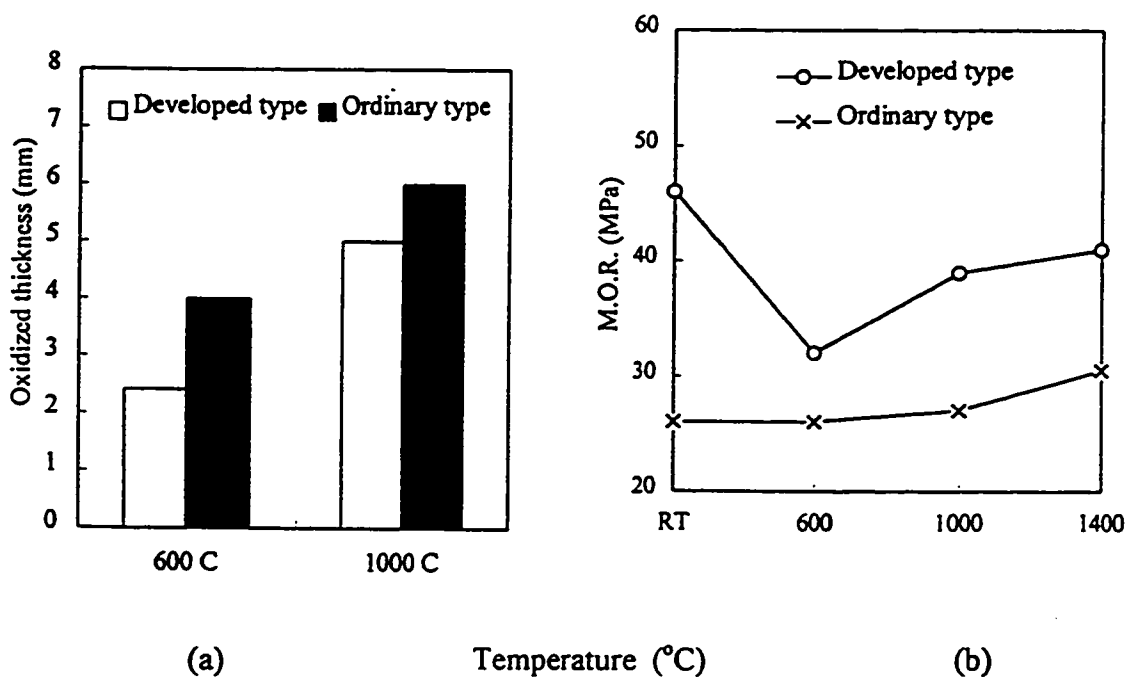 8
7
6
5
4
3
2
1
0
Oxidized thickness (mm)
Developed type
Ordinary type
600 C
1000 C
(a)
60
50
40
30
20
M.O.R. (MPa)
Developed type
Ordinary type
RT
600
1000
1400
Temperature (°C)
(b)